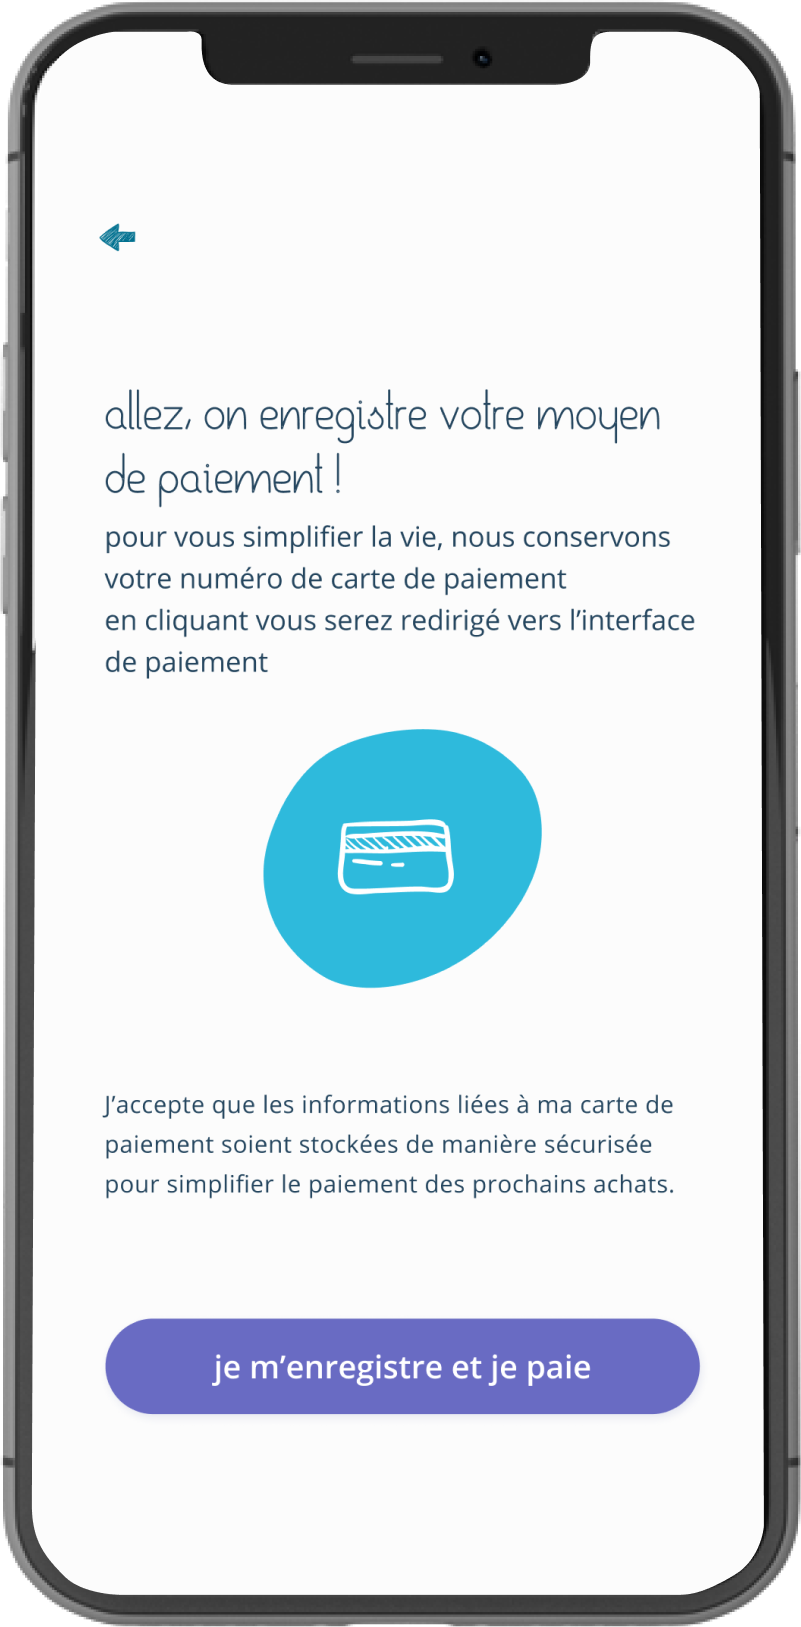 allez, on enregistre votre moyen
de paiement !
pour vous simplifier la vie, nous conservons
votre numéro de carte de paiement
en cliquant vous serez redirigé vers l’interface
de paiement
J’accepte que les informations liées à ma carte de
paiement soient stockées de manière sécurisée
pour simplifier le paiement des prochains achats.
je m’enregistre et je paie